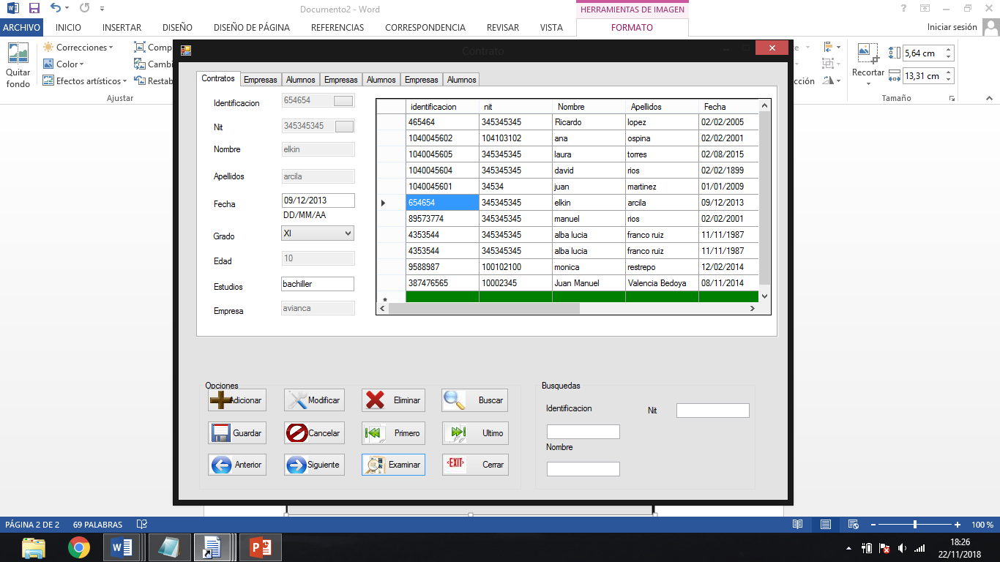 Documento2 - Word
HERRAMIENTAS DE IMAGEN
?
ARCHIVO INICIO INSERTAR DISEÑO DISEÑO DE PÁGINA REFERENCIAS CORRESPONDENCIA REVISAR VISTA FORMATO Iniciar sesión
Quitar fondo
Correcciones
Color
Efectos artísticos
Comp
Cambi
Restab
Ajustar
cción
Recortar
5,64 cm
13,31 cm
Tamaño
Contrato
Contratos Empresas Alumnos Empresas Alumnos Empresas Alumnos
Identificacion 654654
Nit 345345345
Nombre elkin
Apellidos arcila
Fecha 09/12/2013
DD/MM/AA
Grado XI
Edad 10
Estudios bachiller
Empresa avianca
identificacion nit Nombre Apellidos Fecha
465464 345345345 Ricardo lopez 02/02/2005
1040045602 104103102 ana ospina 02/02/2001
1040045605 345345345 laura torres 02/08/2015
1040045604 345345345 david rios 02/02/1899
1040045601 34534 juan martinez 01/01/2009
654654 345345345 elkin arcila 09/12/2013
89573774 345345345 manuel rios 02/02/2001
4353544 345345345 alba lucia franco ruiz 11/11/1987
4353544 345345345 alba lucia franco ruiz 11/11/1987
9588987 100102100 monica restrepo 12/02/2014
387476565 10002345 Juan Manuel Valencia Bedoya 08/11/2014
Opciones
Adicionar Modificar Eliminar Buscar
Guardar Cancelar Primero Ultimo
Anterior Siguiente Examinar EXIT Cerrar
Busquedas
Identificacion
Nit
Nombre
PÁGINA 2 DE 2 69 PALABRAS 100 %
18:26
22/11/2018